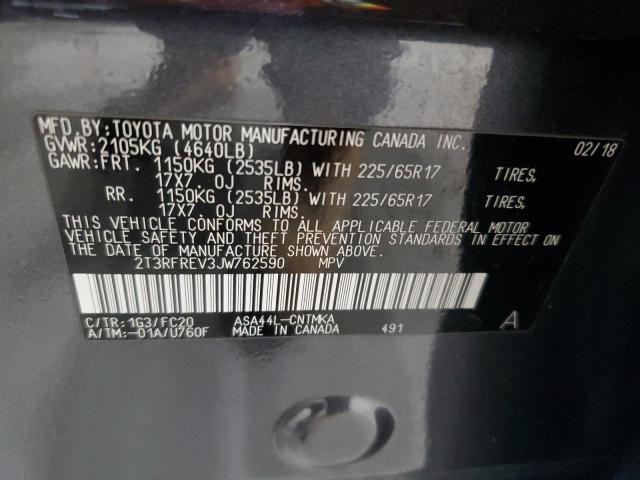 MFD.BY:TOYOTA MOTOR MANUFACTURING CANADA INC. 02/18
GVWR:2105KG (4640LB)
GAWR:FRT. 1150KG (2535LB) WITH 225/65R17 TIRES,
17X7.0J RIMS.
RR. 1150KG (2535LB) WITH 225/65R17 TIRES,
17X7.0J RIMS.
THIS VEHICLE CONFORMS TO ALL APPLICABLE FEDERAL MOTOR
VEHICLE SAFETY AND THEFT PREVENTION STANDARDS IN EFFECT ON
THE DATE OF MANUFACTURE SHOWN ABOVE.
2T3RFREV3JW762590 MPV
C/TR:1G3/FC20 ASA44L-CNTMKA
A/TM:-01A/U760F MADE IN CANADA 491 A